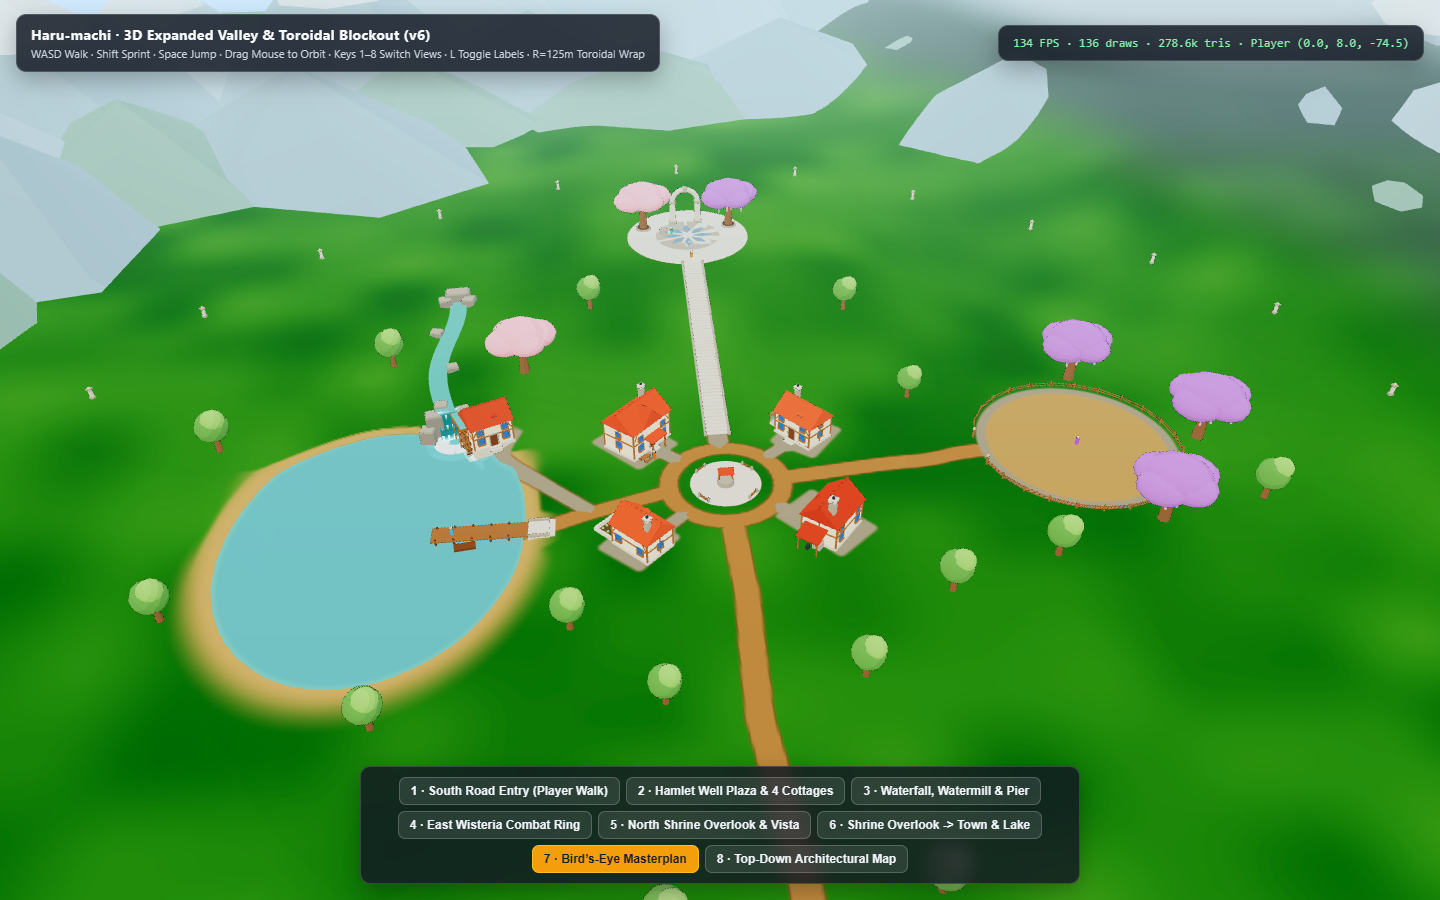 Haru-machi · 3D Expanded Valley & Toroidal Blockout (v6)
WASD Walk · Shift Sprint · Space Jump · Drag Mouse to Orbit · Keys 1–8 Switch Views · L Toggle Labels · R=125m Toroidal Wrap
134 FPS · 136 draws · 278.6k tris · Player (0.0, 8.0, -74.5)
1 · South Road Entry (Player Walk)
2 · Hamlet Well Plaza & 4 Cottages
3 · Waterfall, Watermill & Pier
4 · East Wisteria Combat Ring
5 · North Shrine Overlook & Vista
6 · Shrine Overlook -> Town & Lake
7 · Bird's-Eye Masterplan
8 · Top-Down Architectural Map